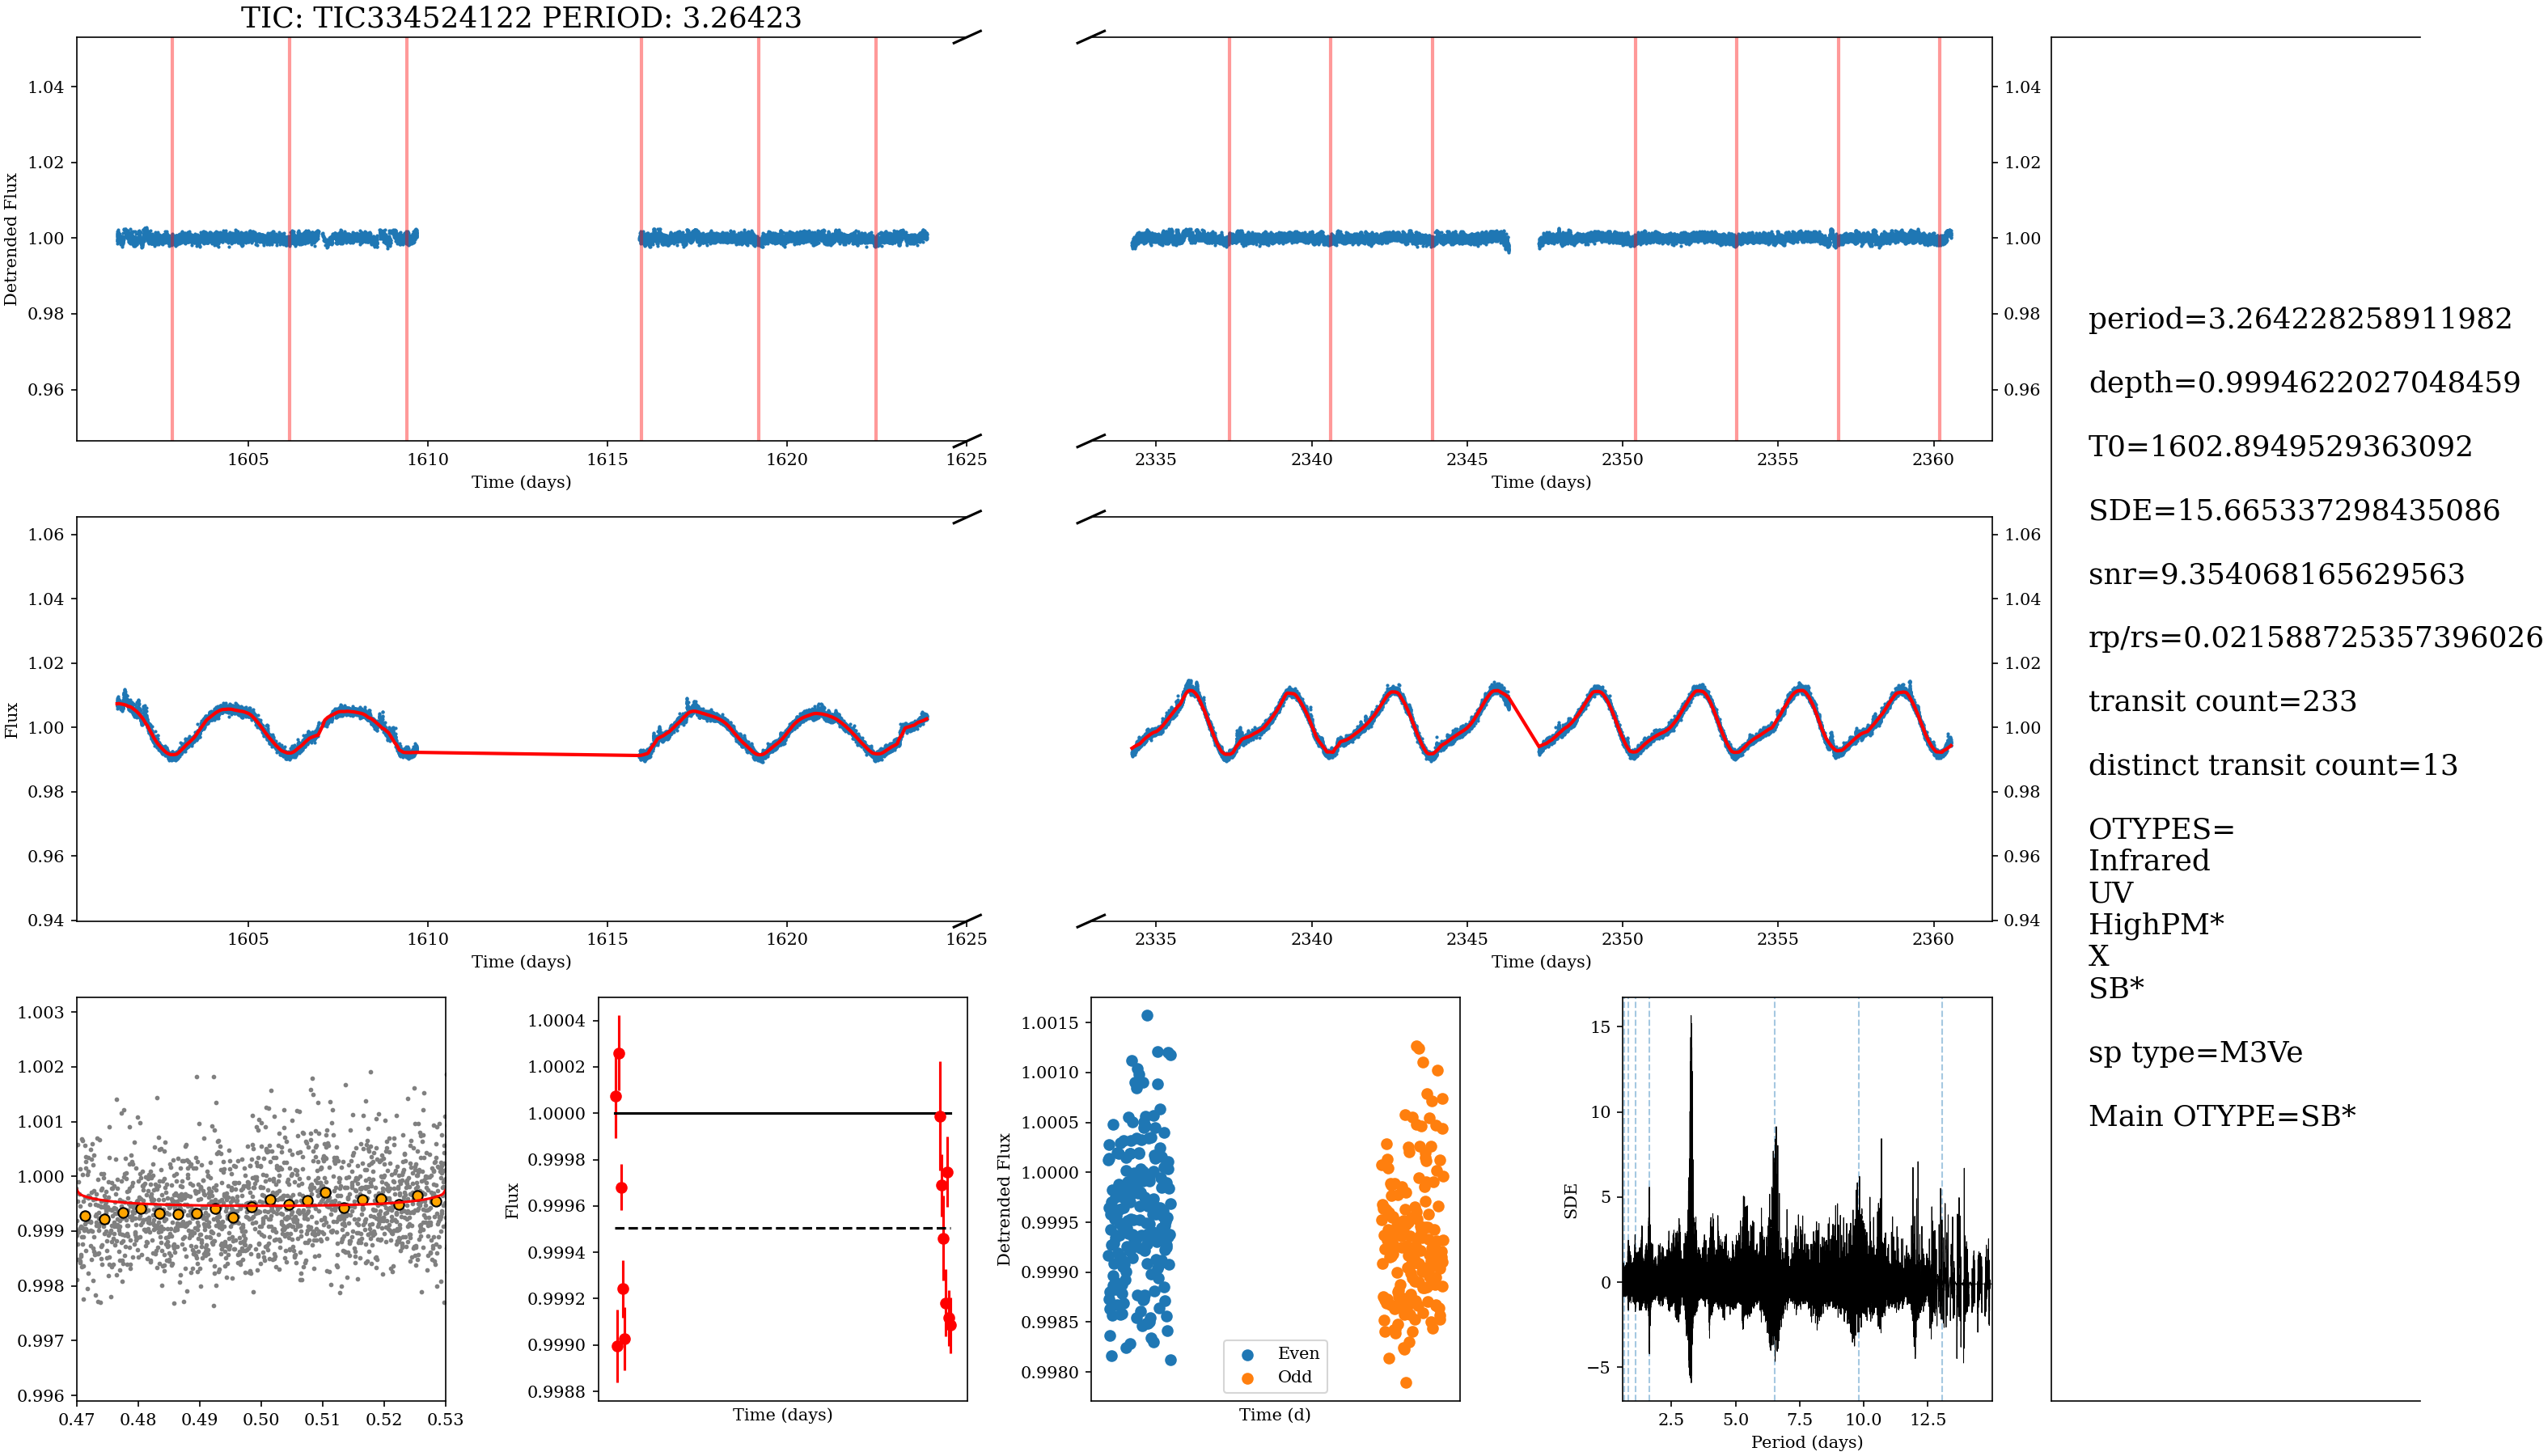 TIC: TIC334524122 PERIOD: 3.26423
Detrended Flux
1.04
1.02
1.00
0.98
0.96
1605
1610
1615
1620
1625
Time (days)
1.04
1.02
1.00
0.98
0.96
2335
2340
2345
2350
2355
2360
Time (days)
Flux
1.06
1.04
1.02
1.00
0.98
0.96
0.94
1605
1610
1615
1620
1625
Time (days)
1.06
1.04
1.02
1.00
0.98
0.96
0.94
2335
2340
2345
2350
2355
2360
Time (days)
1.003
1.002
1.001
1.000
0.999
0.998
0.997
0.996
0.47
0.48
0.49
0.50
0.51
0.52
0.53
Flux
1.0004
1.0002
1.0000
0.9998
0.9996
0.9994
0.9992
0.9990
0.9988
Time (days)
Detrended Flux
1.0015
1.0010
1.0005
1.0000
0.9995
0.9990
0.9985
0.9980
Even
Odd
Time (d)
SDE
15
10
5
0
−5
2.5
5.0
7.5
10.0
12.5
Period (days)
period=3.264228258911982
depth=0.9994622027048459
T0=1602.8949529363092
SDE=15.665337298435086
snr=9.354068165629563
rp/rs=0.021588725357396026
transit count=233
distinct transit count=13
OTYPES=
Infrared
UV
HighPM*
X
SB*
sp type=M3Ve
Main OTYPE=SB*